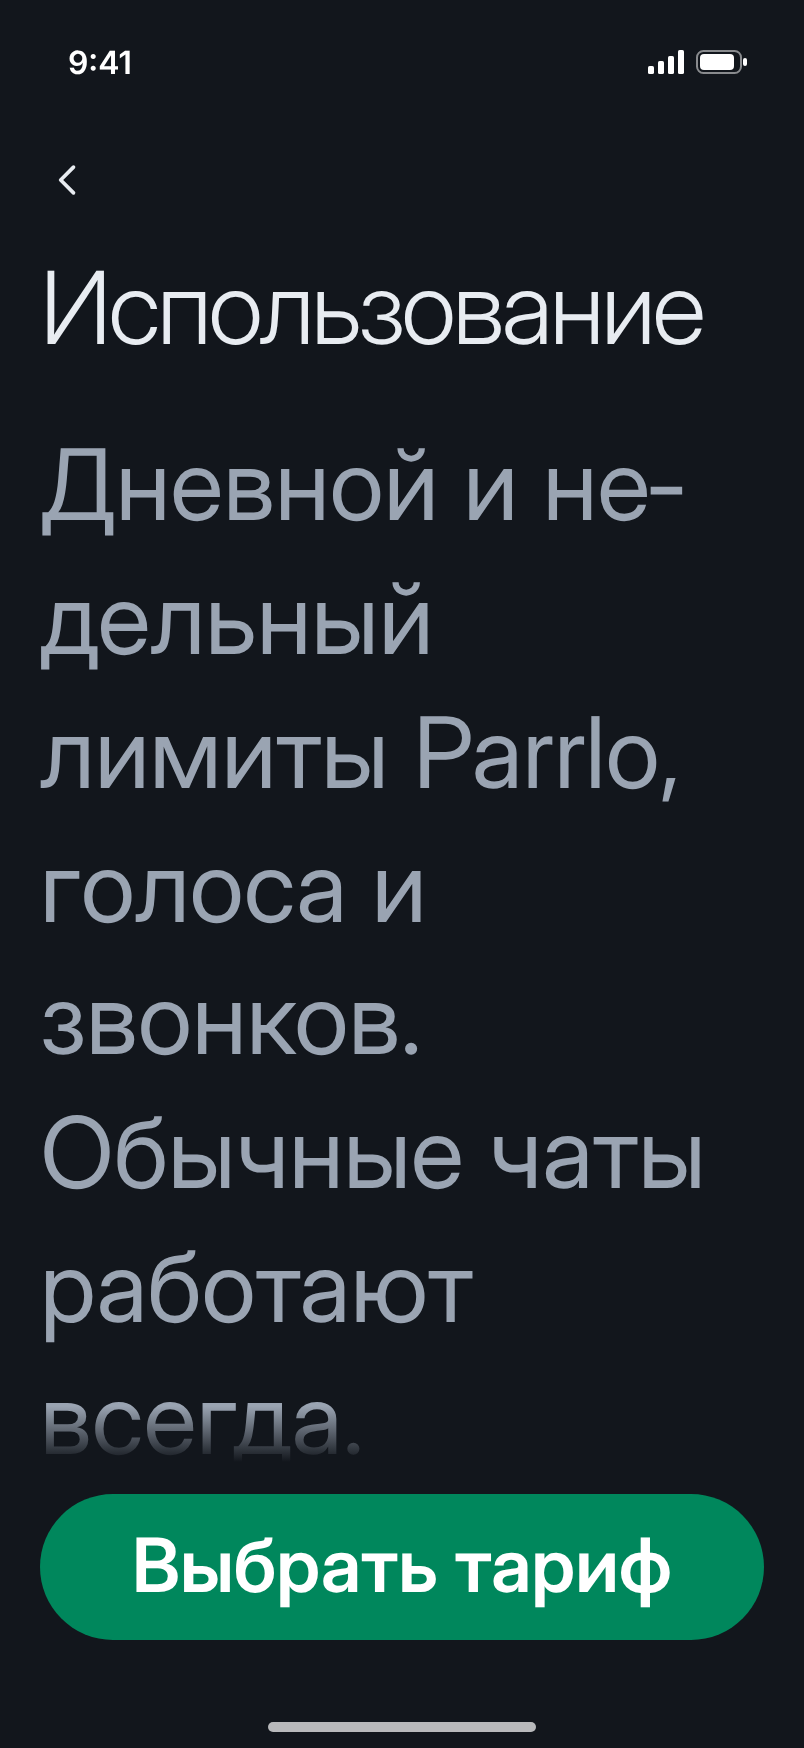 9:41
Использование
Дневной и не-
дельный
лимиты Parrlo,
голоса и
звонков.
Обычные чаты
работают
всегда.
Выбрать тариф